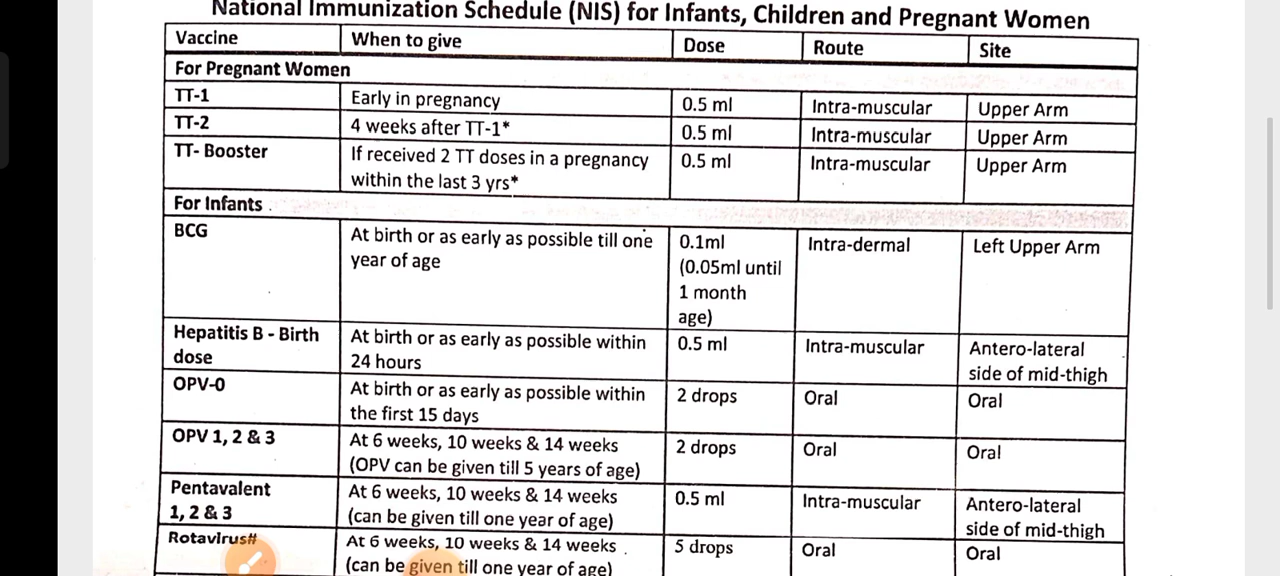 National Immunization Schedule (NIS) for Infants, Children and Pregnant Women
Vaccine When to give Dose Route Site
For Pregnant Women
TT-1 Early in pregnancy 0.5 ml Intra-muscular Upper Arm
TT-2 4 weeks after TT-1* 0.5 ml Intra-muscular Upper Arm
TT- Booster If received 2 TT doses in a pregnancy 0.5 ml Intra-muscular Upper Arm
within the last 3 yrs*
For Infants
BCG At birth or as early as possible till one 0.1ml Intra-dermal Left Upper Arm
year of age (0.05ml until
1 month
age)
Hepatitis B - Birth At birth or as early as possible within 0.5 ml Intra-muscular Antero-lateral
dose 24 hours side of mid-thigh
OPV-0 At birth or as early as possible within 2 drops Oral Oral
the first 15 days
OPV 1, 2 & 3 At 6 weeks, 10 weeks & 14 weeks 2 drops Oral Oral
(OPV can be given till 5 years of age)
Pentavalent At 6 weeks, 10 weeks & 14 weeks 0.5 ml Intra-muscular Antero-lateral
1, 2 & 3 (can be given till one year of age) side of mid-thigh
Rotavirus# At 6 weeks, 10 weeks & 14 weeks 5 drops Oral Oral
(can be given till one year of age)